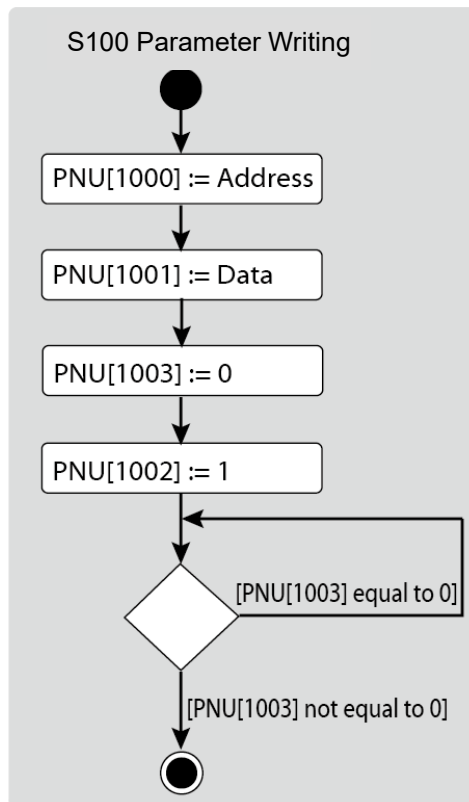 S100 Parameter Writing
PNU[1000] := Address
PNU[1001] := Data
PNU[1003] := 0
PNU[1002] := 1
[PNU[1003] equal to 0]
[PNU[1003] not equal to 0]